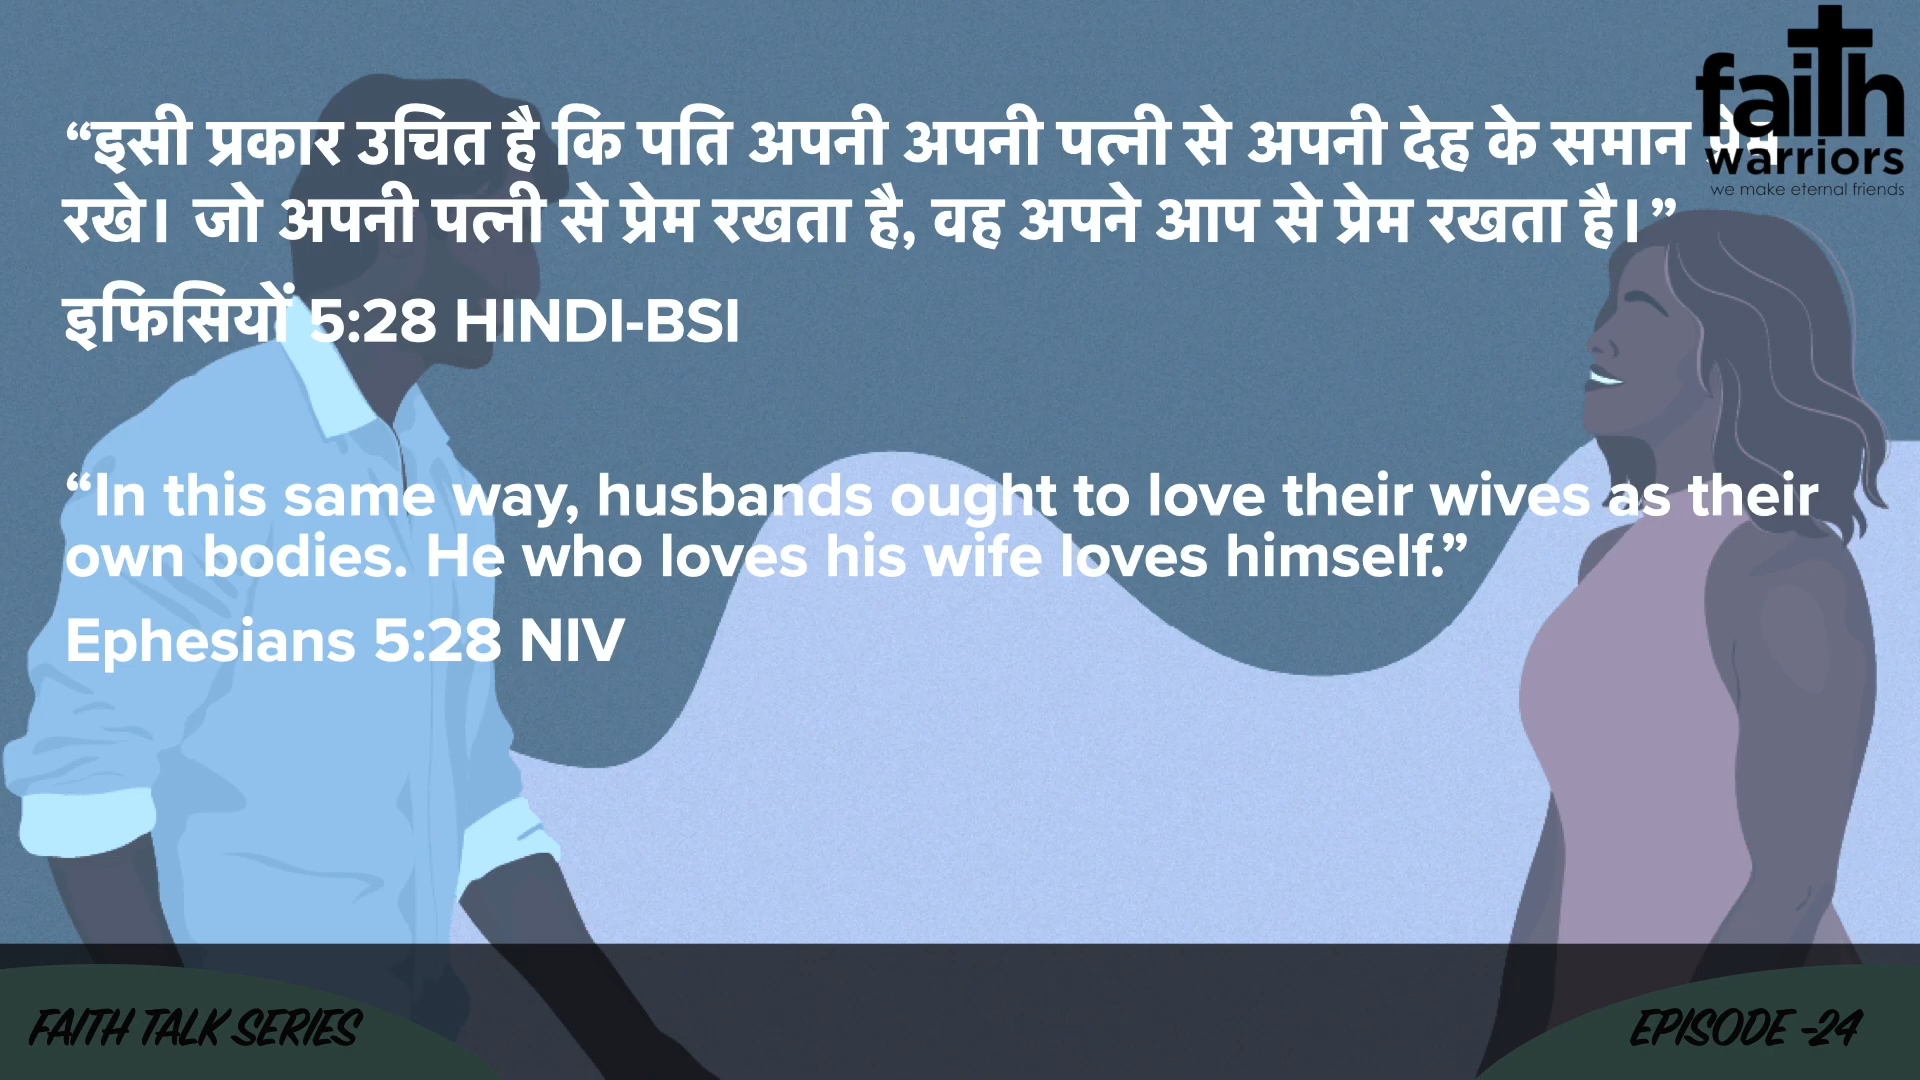 “इसी प्रकार उचित है कि पति अपनी अपनी पत्नी से अपनी देह के समान
रखे। जो अपनी पत्नी से प्रेम रखता है, वह अपने आप से प्रेम रखता है।”
इफिसियों 5:28 HINDI-BSI
“In this same way, husbands ought to love their wives as their
own bodies. He who loves his wife loves himself.”
Ephesians 5:28 NIV
faith
warriors
we make eternal friends
FAITH TALK SERIES
EPISODE -24